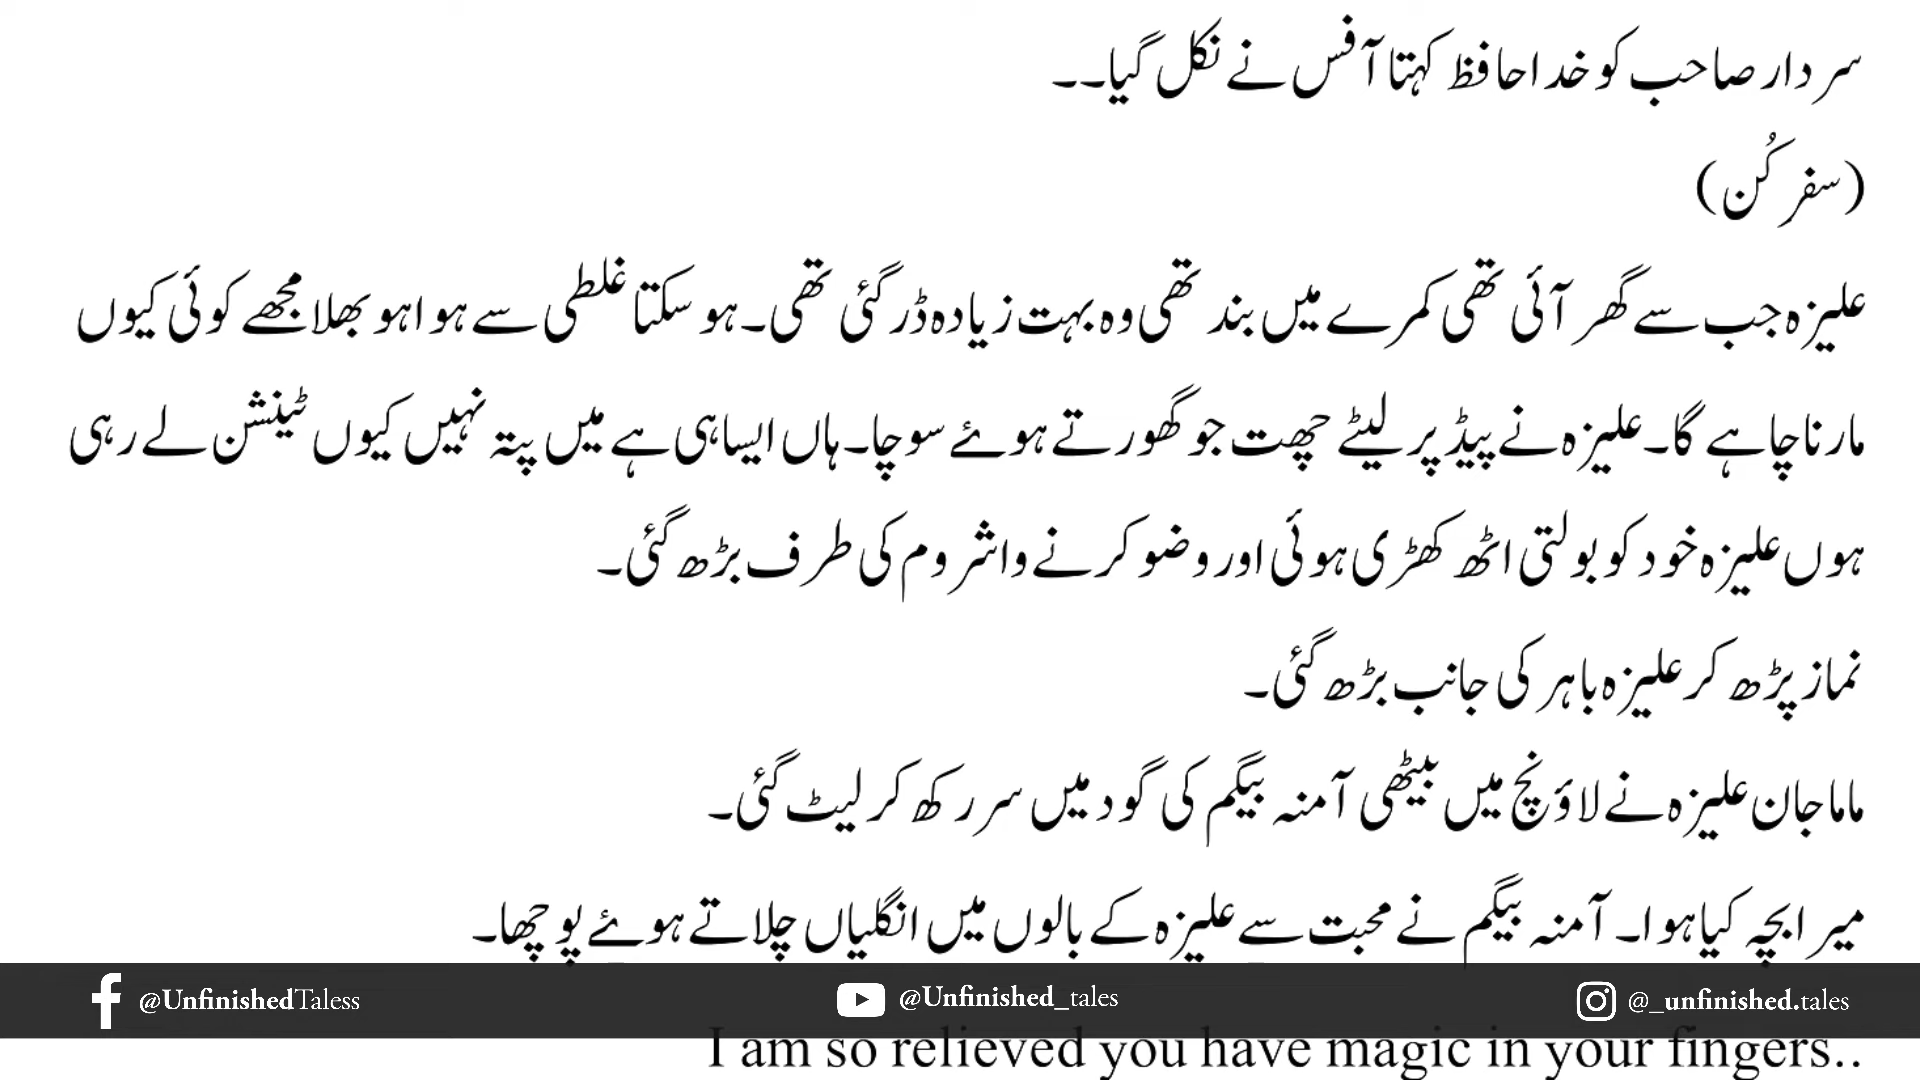 سردار صاحب کو خدا حافظ کہتا آفس نے نکل گیا۔۔
(سفر کُن)
علیزہ جب سے گھر آئی تھی کمرے میں بند تھی وہ بہت زیادہ ڈر گئی تھی۔ ہو سکتا غلطی سے ہوا ہو بھلا مجھے کوئی کیوں
مارنا چاہے گا۔ علیزہ نے پیڈ پر لیٹے چھت جو گھورتے ہوئے سوچا۔ ہاں ایسا ہی ہے میں پتہ نہیں کیوں ٹینشن لے رہی
ہوں علیزہ خود کو بولتی اٹھ کھڑی ہوئی اور وضو کرنے واشروم کی طرف بڑھ گئی۔
نماز پڑھ کر علیزہ باہر کی جانب بڑھ گئی۔
ماما جان علیزہ نے لاؤنچ میں بیٹھی آمنہ بیگم کی گود میں سر رکھ کر لیٹ گئی۔
میرا بچہ کیا ہوا۔ آمنہ بیگم نے محبت سے علیزہ کے بالوں میں انگلیاں چلاتے ہوئے پوچھا۔
@UnfinishedTaless
@Unfinished_tales
@_unfinished.tales
I am so relieved you have magic in your fingers..